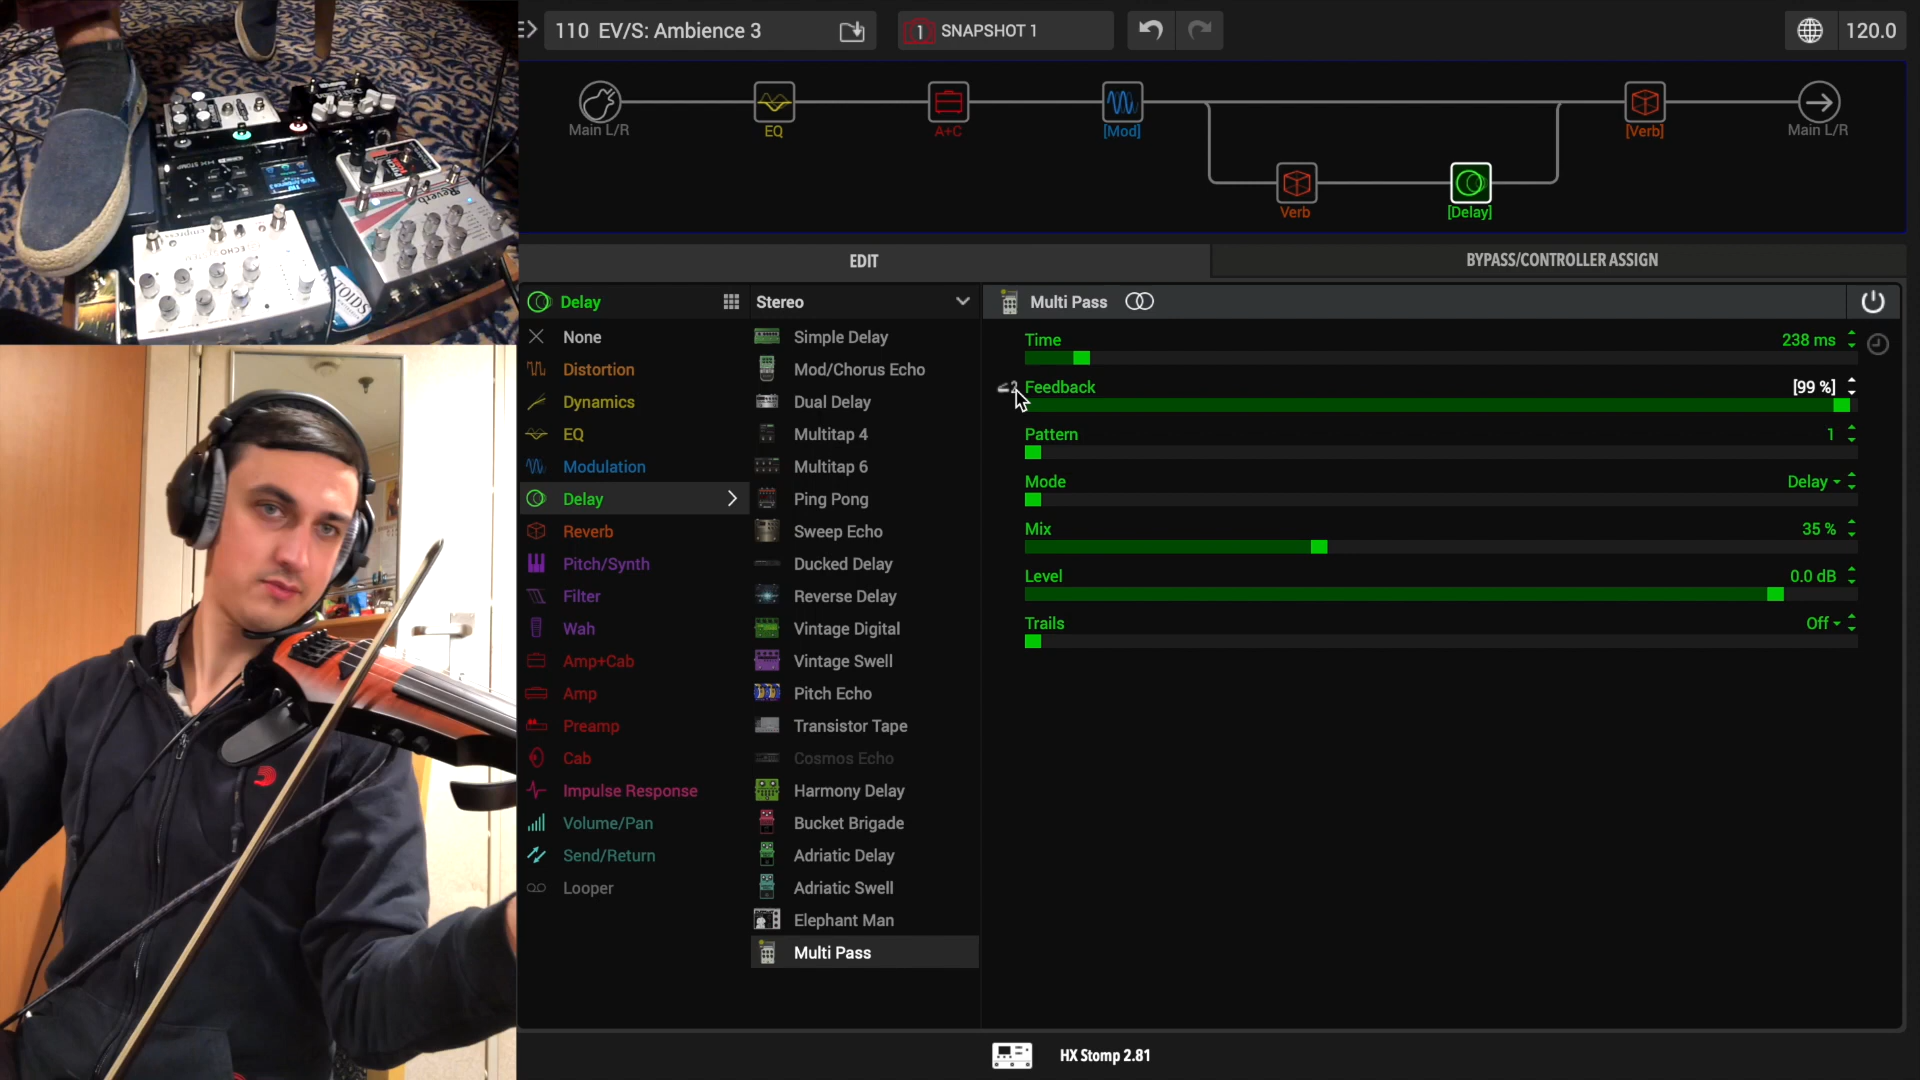 110 EV/S: Ambience 3
1 SNAPSHOT 1
120.0
Main L/R
EQ
A+C
[Mod]
[Verb]
Main L/R
Verb
[Delay]
EDIT
BYPASS/CONTROLLER ASSIGN
Delay
Stereo
Multi Pass
None
Distortion
Dynamics
EQ
Modulation
Delay
Reverb
Pitch/Synth
Filter
Wah
Amp+Cab
Amp
Preamp
Cab
Impulse Response
Volume/Pan
Send/Return
Looper
Simple Delay
Mod/Chorus Echo
Dual Delay
Multitap 4
Multitap 6
Ping Pong
Sweep Echo
Ducked Delay
Reverse Delay
Vintage Digital
Vintage Swell
Pitch Echo
Transistor Tape
Cosmos Echo
Harmony Delay
Bucket Brigade
Adriatic Delay
Adriatic Swell
Elephant Man
Multi Pass
Time 238 ms
Feedback [99 %]
Pattern 1
Mode Delay
Mix 35 %
Level 0.0 dB
Trails Off
HX Stomp 2.81
Reverb